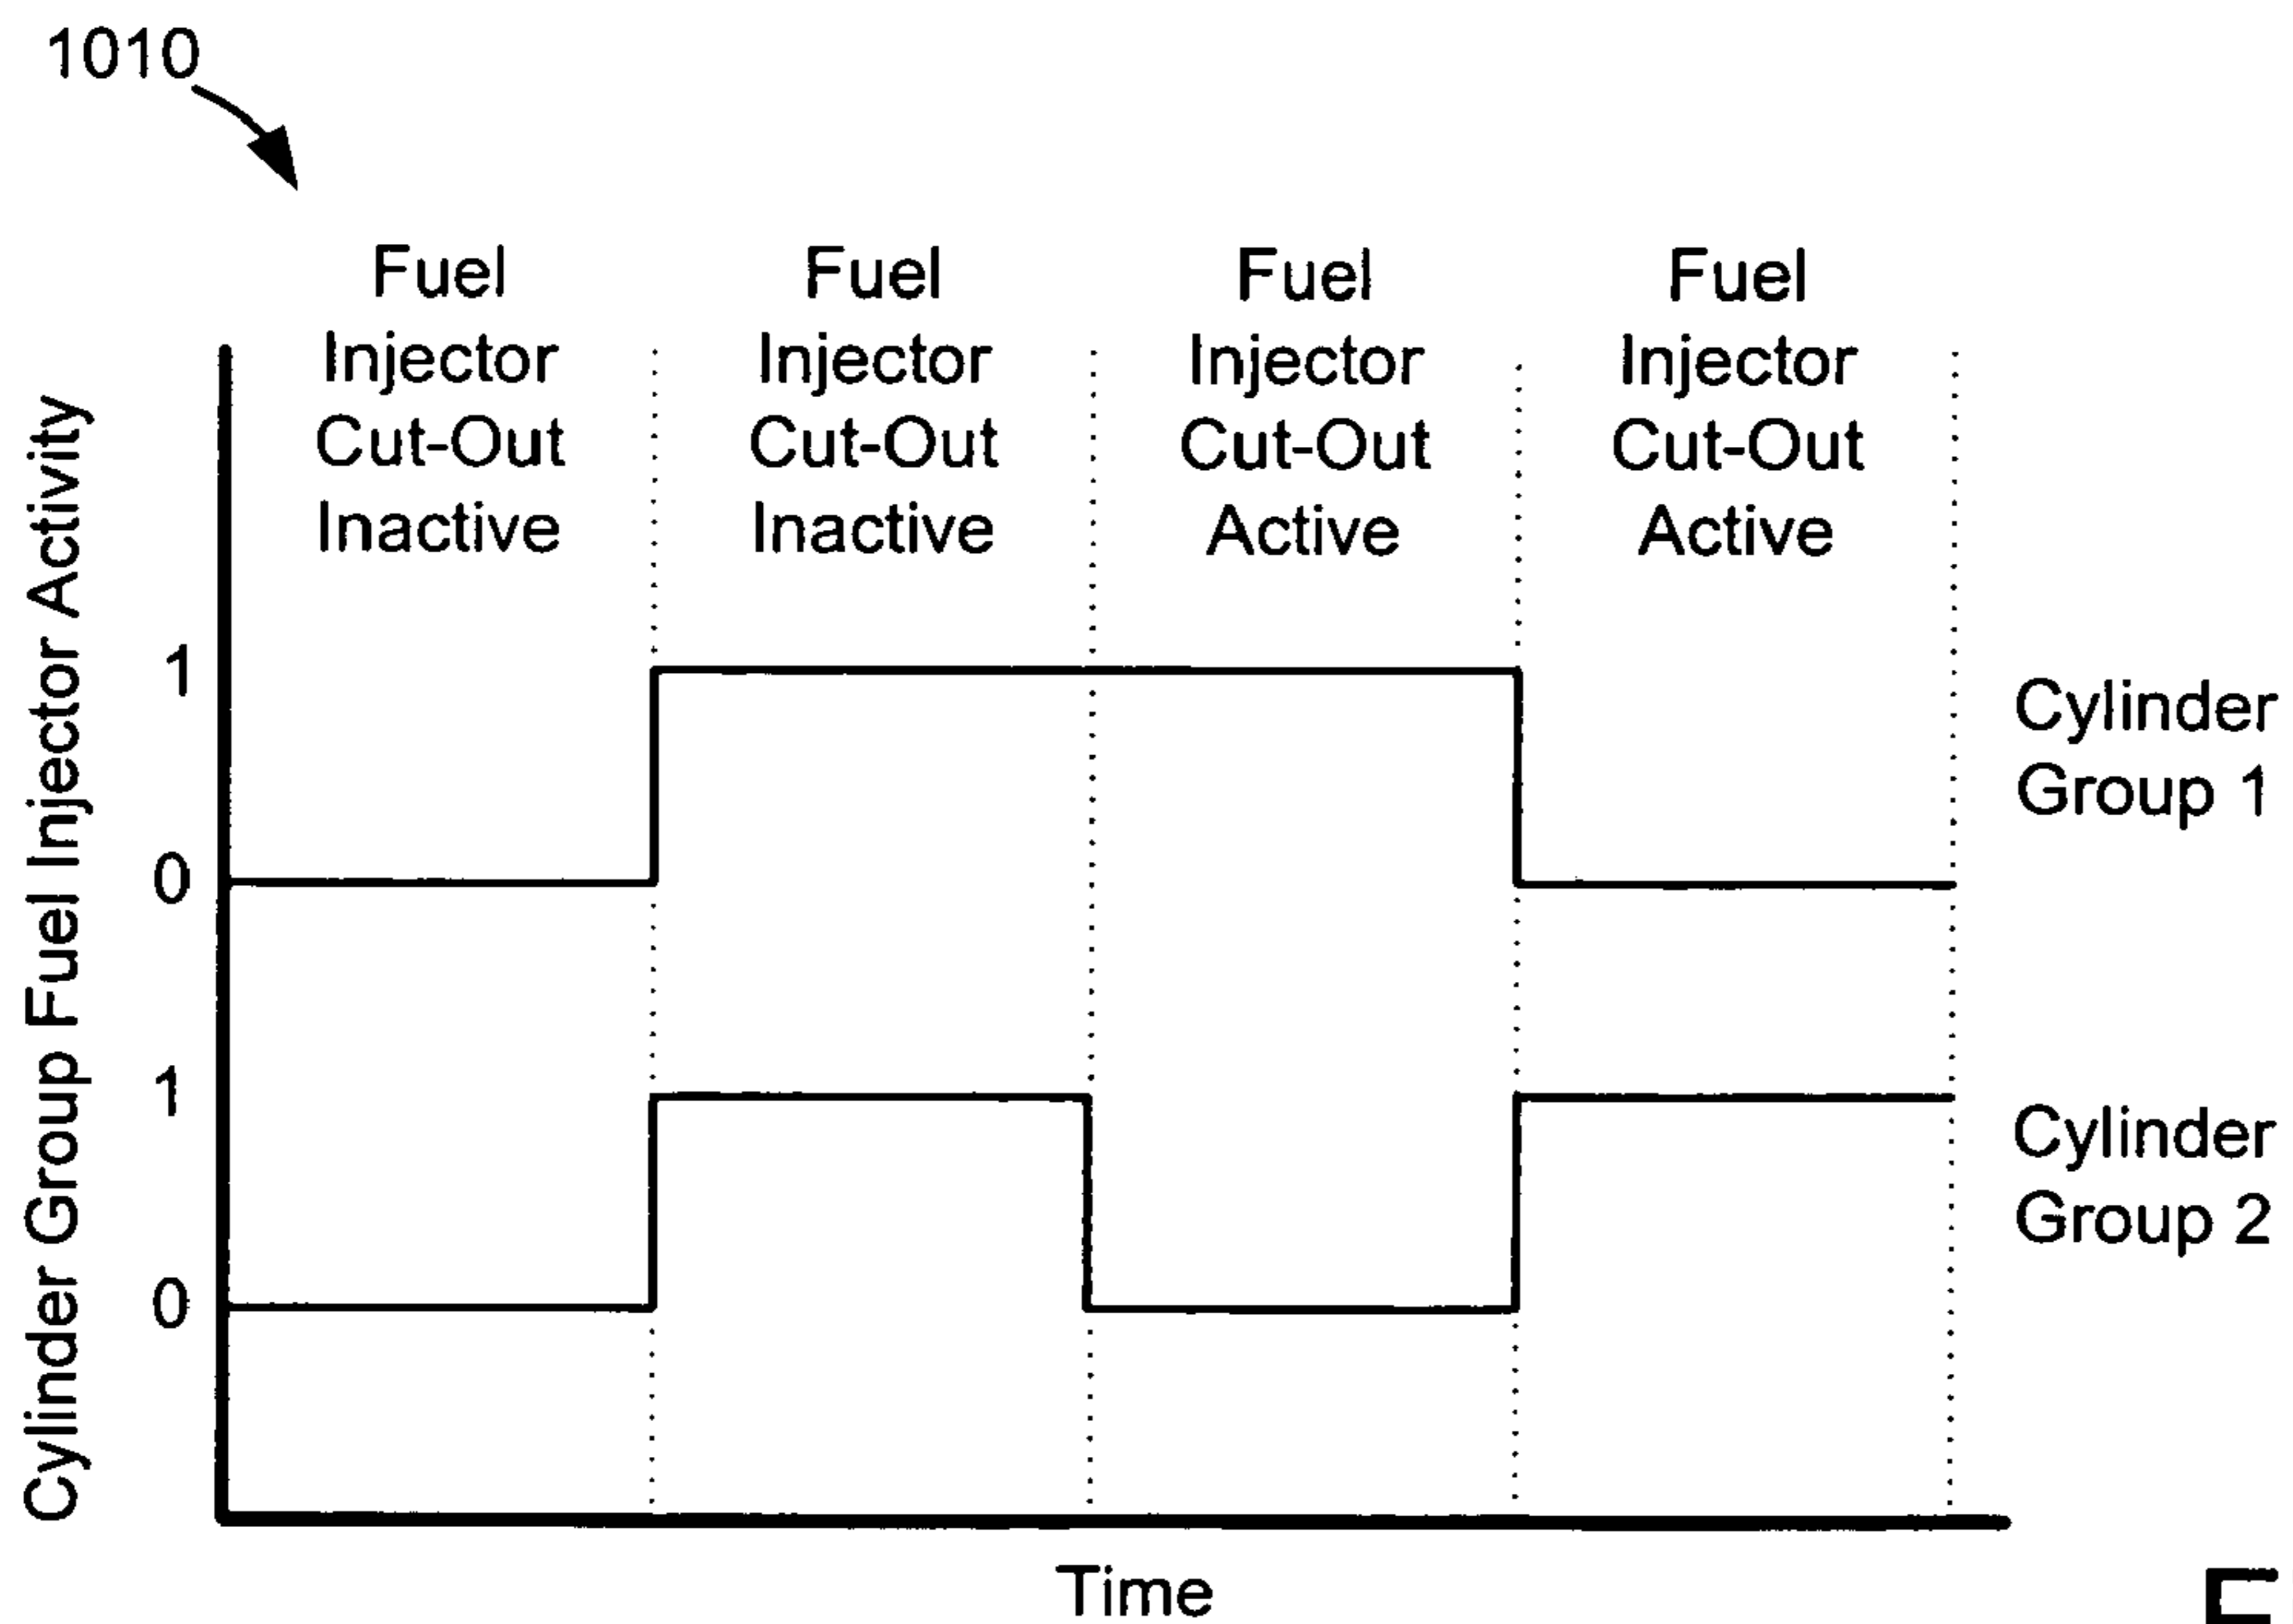 1010
Fuel
Injector
Cut-Out
Inactive
Fuel
Injector
Cut-Out
Inactive
Fuel
Injector
Cut-Out
Active
Fuel
Injector
Cut-Out
Active
Cylinder Group Fuel Injector Activity
1
0
1
0
Cylinder
Group 1
Cylinder
Group 2
Time